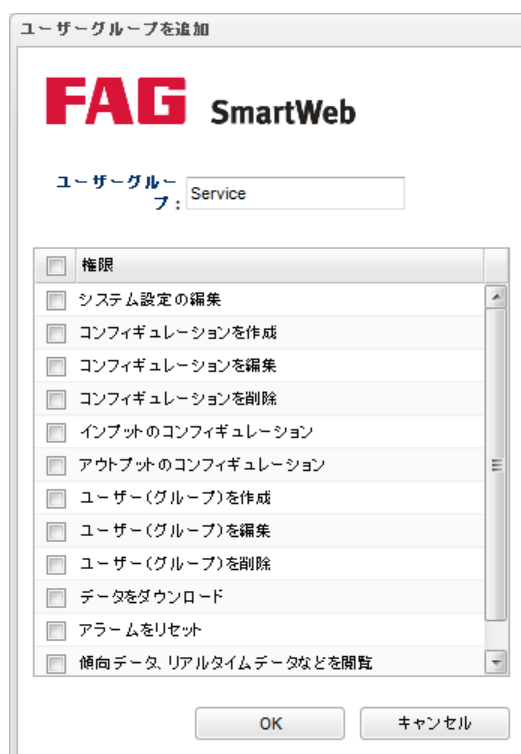 ユーザーグループを追加
FAG SmartWeb
ユーザーグルー
プ:
Service
権限
システム設定の編集
コンフィギュレーションを作成
コンフィギュレーションを編集
コンフィギュレーションを削除
インプットのコンフィギュレーション
アウトプットのコンフィギュレーション
ユーザー(グループ)を作成
ユーザー(グループ)を編集
ユーザー(グループ)を削除
データをダウンロード
アラームをリセット
傾向データ、リアルタイムデータなどを閲覧
OK キャンセル